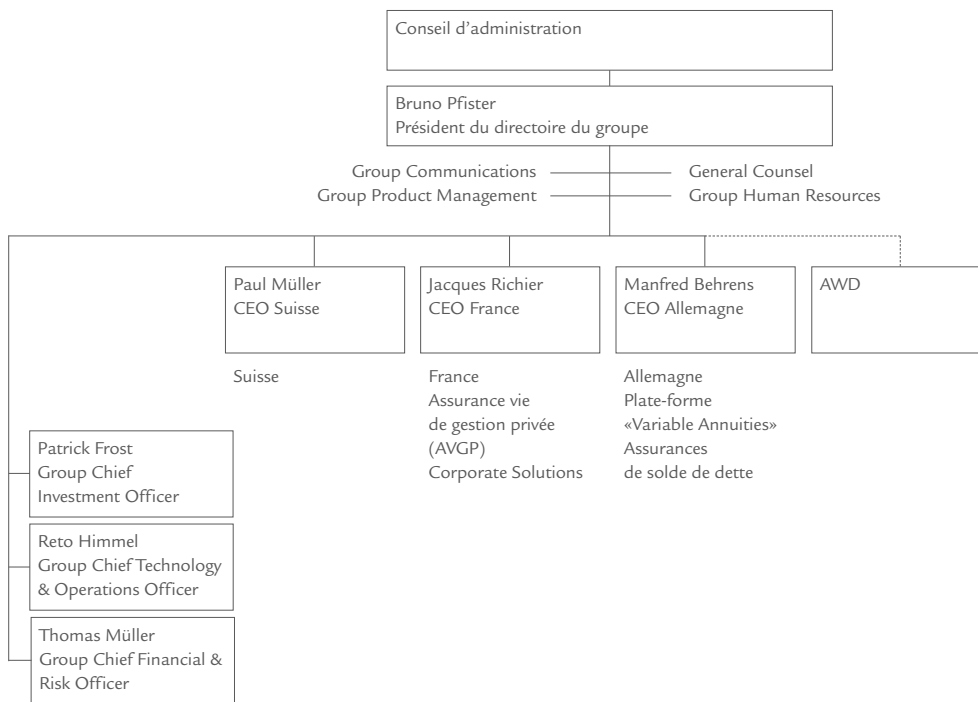 Conseil d’administration
Bruno Pfister
Président du directoire du groupe
Group Communications
General Counsel
Group Product Management
Group Human Resources
Paul Müller
CEO Suisse
Jacques Richier
CEO France
Manfred Behrens
CEO Allemagne
AWD
Suisse
France
Assurance vie
de gestion privée
(AVGP)
Corporate Solutions
Allemagne
Plate-forme
«Variable Annuities»
Assurances
de solde de dette
Patrick Frost
Group Chief
Investment Officer
Reto Himmel
Group Chief Technology
& Operations Officer
Thomas Müller
Group Chief Financial &
Risk Officer